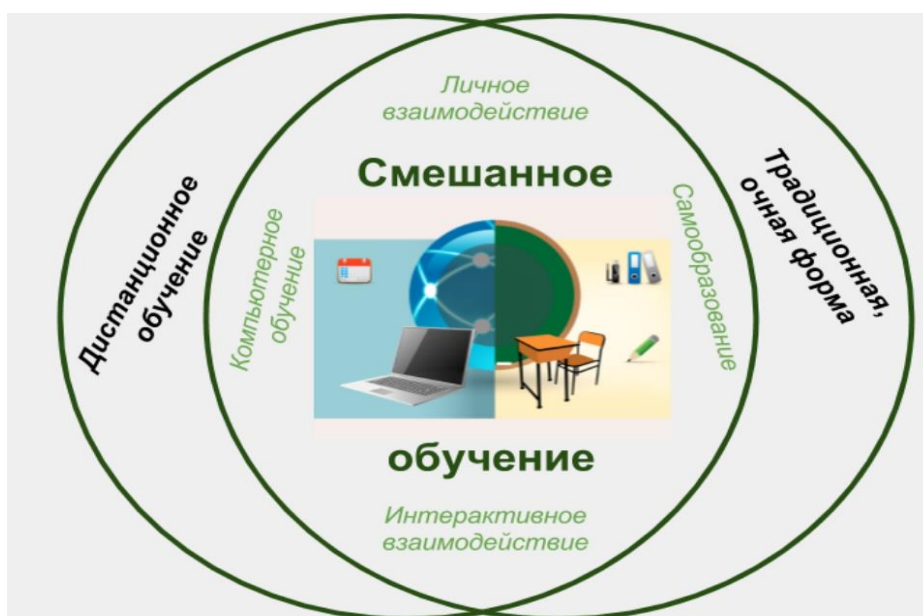 Личное
взаимодействие
Смешанное
Дистанционное
обучение
Компьютерное
обучение
Самообразование
Традиционная,
очная форма
обучение
Интерактивное
взаимодействие